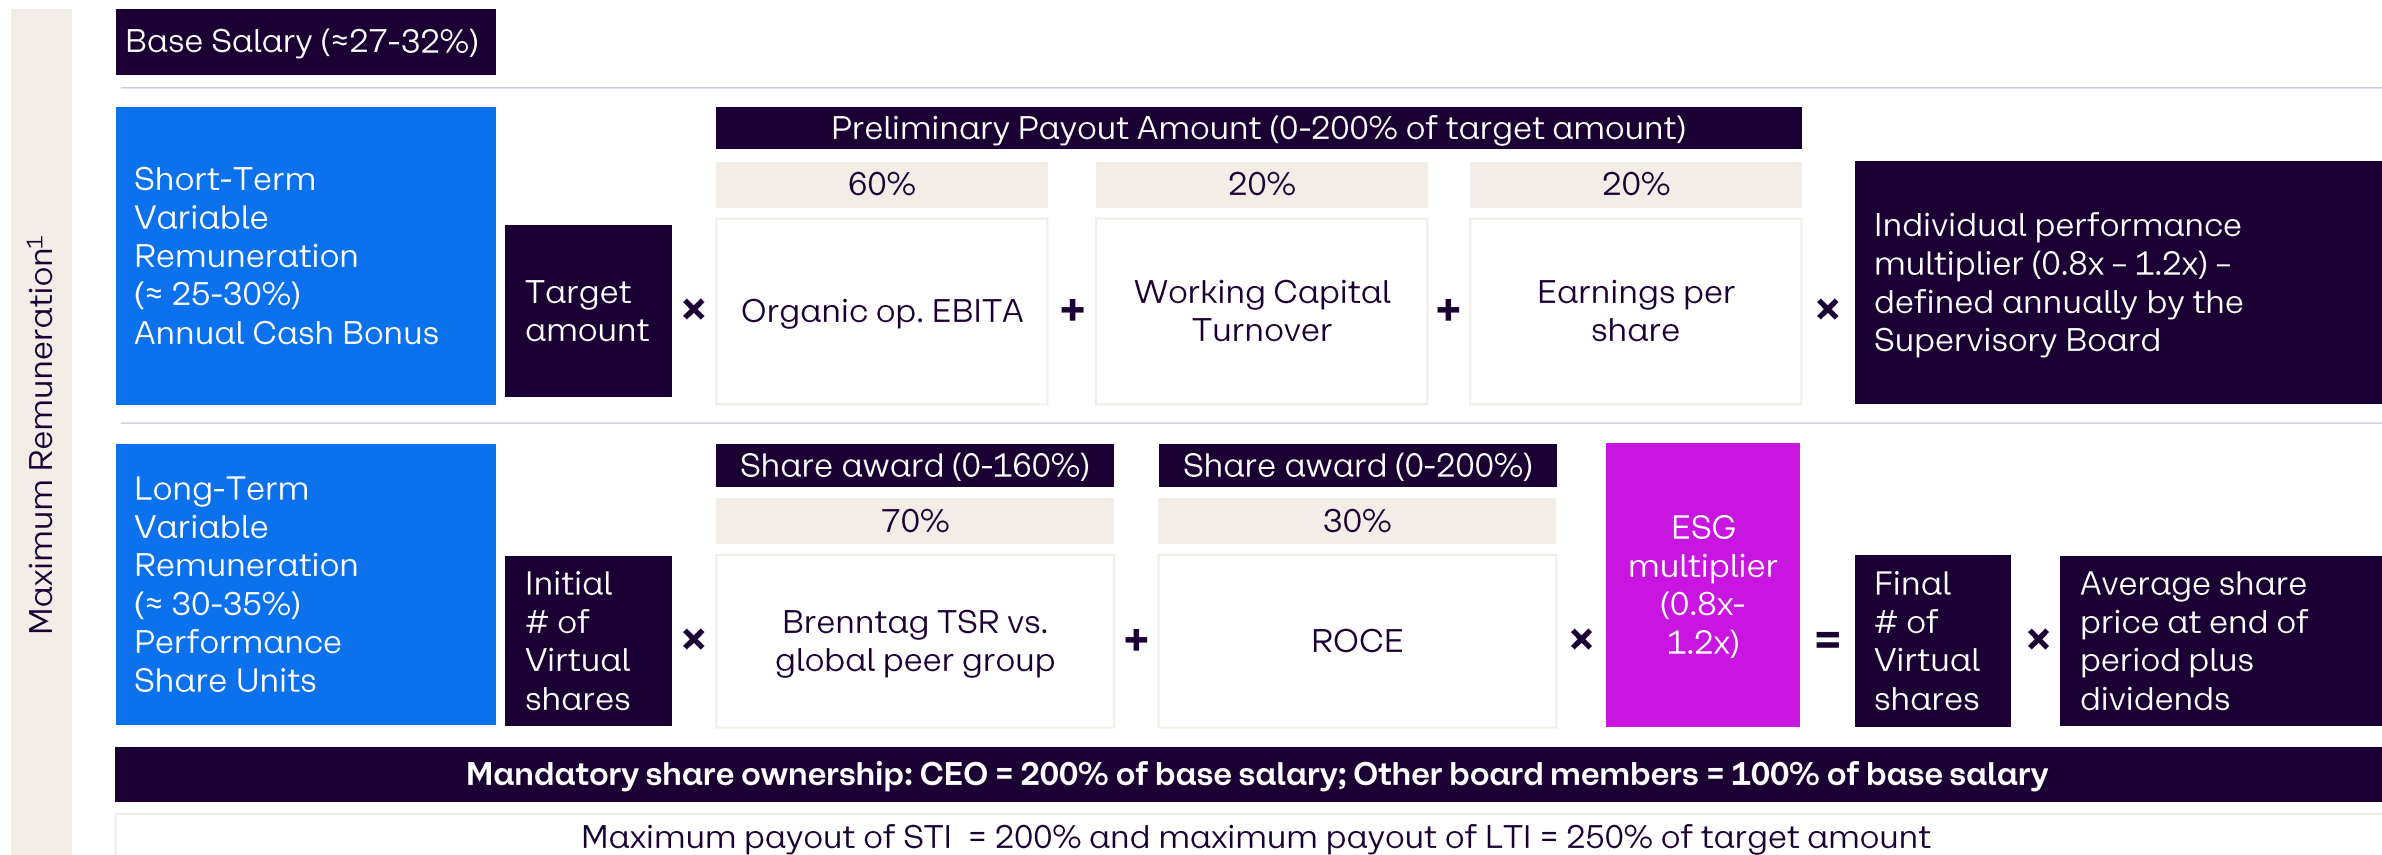 Maximum Remuneration¹
Base Salary (≈27-32%)
Short-Term
Variable
Remuneration
(≈ 25-30%)
Annual Cash Bonus
Target
amount
×
Preliminary Payout Amount (0-200% of target amount)
60%
Organic op. EBITA
+
20%
Working Capital
Turnover
+
20%
Earnings per
share
×
Individual performance
multiplier (0.8x – 1.2x) –
defined annually by the
Supervisory Board
Long-Term
Variable
Remuneration
(≈ 30-35%)
Performance
Share Units
Initial
# of
Virtual
shares
×
Share award (0-160%)
70%
Brenntag TSR vs.
global peer group
+
Share award (0-200%)
30%
ROCE
×
ESG
multiplier
(0.8x-
1.2x)
=
Final
# of
Virtual
shares
×
Average share
price at end of
period plus
dividends
Mandatory share ownership: CEO = 200% of base salary; Other board members = 100% of base salary
Maximum payout of STI  = 200% and maximum payout of LTI = 250% of target amount